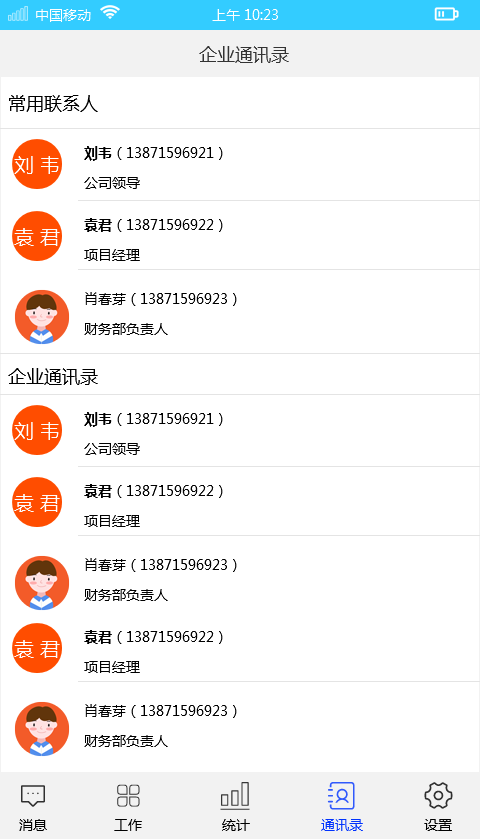 中国移动 上午 10:23
企业通讯录
常用联系人
刘 韦
刘韦（13871596921）
公司领导
袁 君
袁君（13871596922）
项目经理
肖春芽（13871596923）
财务部负责人
企业通讯录
刘 韦
刘韦（13871596921）
公司领导
袁 君
袁君（13871596922）
项目经理
肖春芽（13871596923）
财务部负责人
袁 君
袁君（13871596922）
项目经理
肖春芽（13871596923）
财务部负责人
消息 工作 统计 通讯录 设置